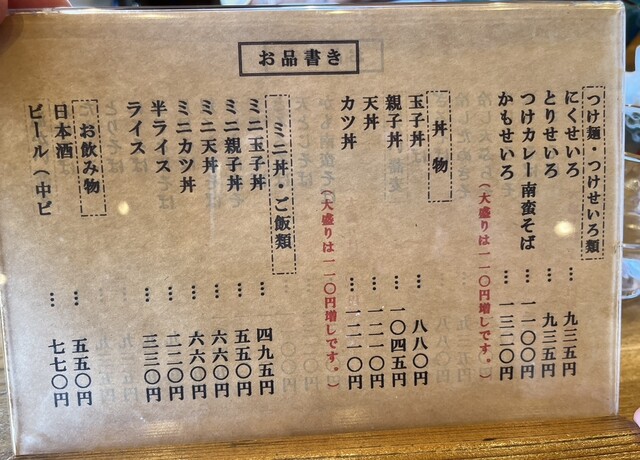 お品書き
つけ麺・つけせいろ類
にくせいろ … 九三五円
とりせいろ … 九三五円
つけカレー南蛮そば … 一一〇〇円
かもせいろ … 一三二〇円
(大盛りは一一〇円増しです。)
丼物
玉子丼 … 八八〇円
親子丼 … 一〇四五円
天丼 … 一二一〇円
カツ丼 … 一二一〇円
(大盛りは一一〇円増しです。)
ミニ丼・ご飯類
ミニ玉子丼 … 四九五円
ミニ親子丼 … 五五〇円
ミニ天丼 … 六六〇円
ミニカツ丼 … 六六〇円
半ライス … 二二〇円
ライス … 三三〇円
お飲み物
日本酒 … 五五〇円
ビール(中ビ … 七七〇円